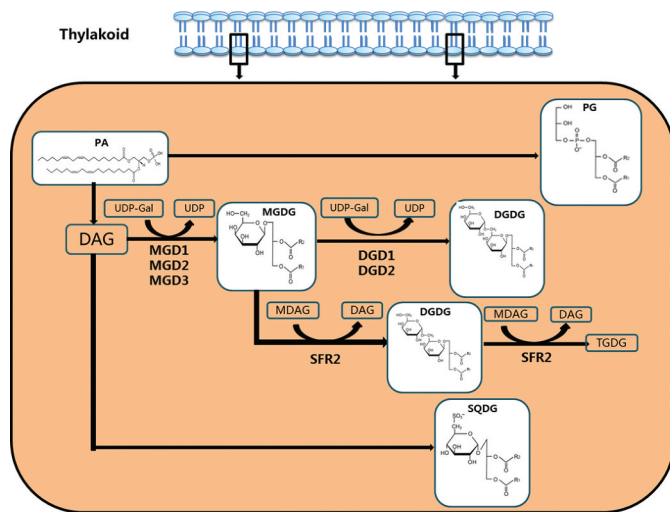 Thylakoid
PG
PA
UDP-Gal
UDP
MGDG
UDP-Gal
UDP
DGDG
DAG
MGD1
MGD2
MGD3
DGD1
DGD2
MDAG
DAG
DGDG
MDAG
DAG
SFR2
SFR2
TGDG
SQDG